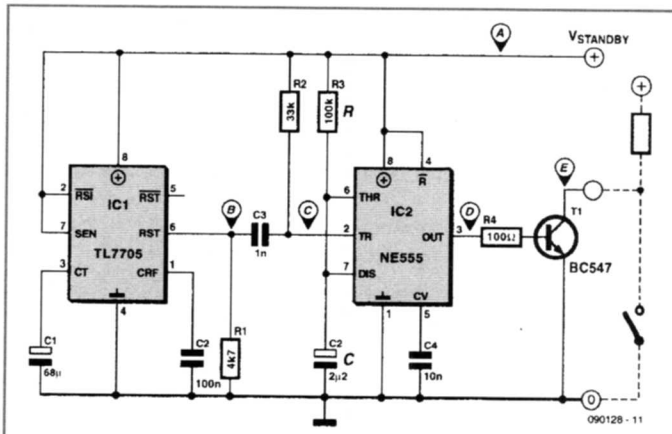 A
VSTANDBY
R2
33k
R3
100k
R
8
2
RSI
RST
5
IC1
7
SEN
RST
6
TL7705
3
CT
CRF
1
4
C1
68µ
C2
100n
R1
4k7
B
C3
1n
C
8
4
R
6
THR
IC2
2
TR
OUT
3
NE555
7
DIS
CV
1
5
C2
C
2µ2
C4
10n
D
R4
100Ω
E
T1
BC547
0
090128 - 11